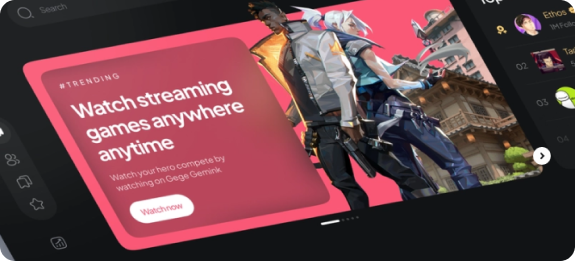 Search
#TRENDING
Watch streaming
games anywhere
anytime
Watch your hero compete by
watching on Gege Gemink
Watch now
Ethos
02
03
04